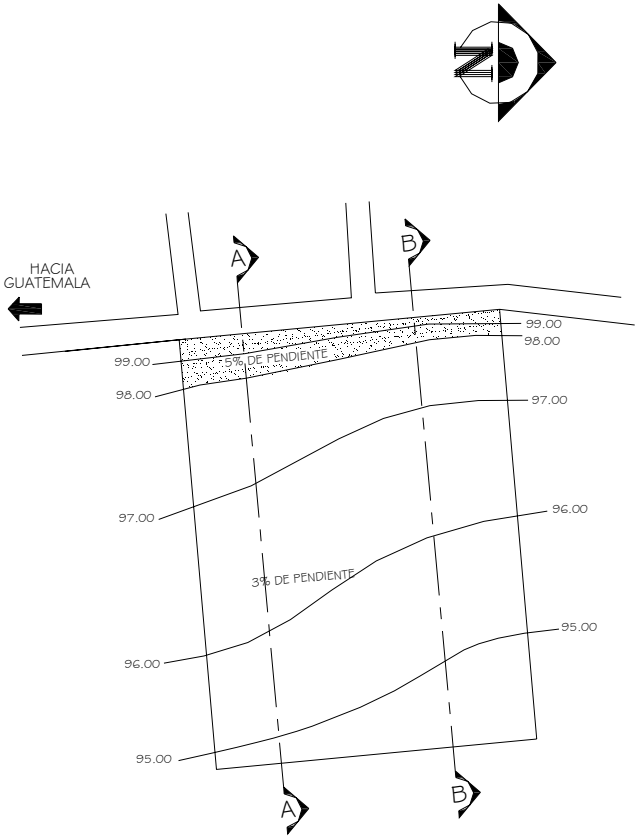 N
A
B
HACIA
GUATEMALA
99.00
98.00
99.00
5% DE PENDIENTE
98.00
97.00
97.00
96.00
3% DE PENDIENTE
95.00
96.00
95.00
A
B